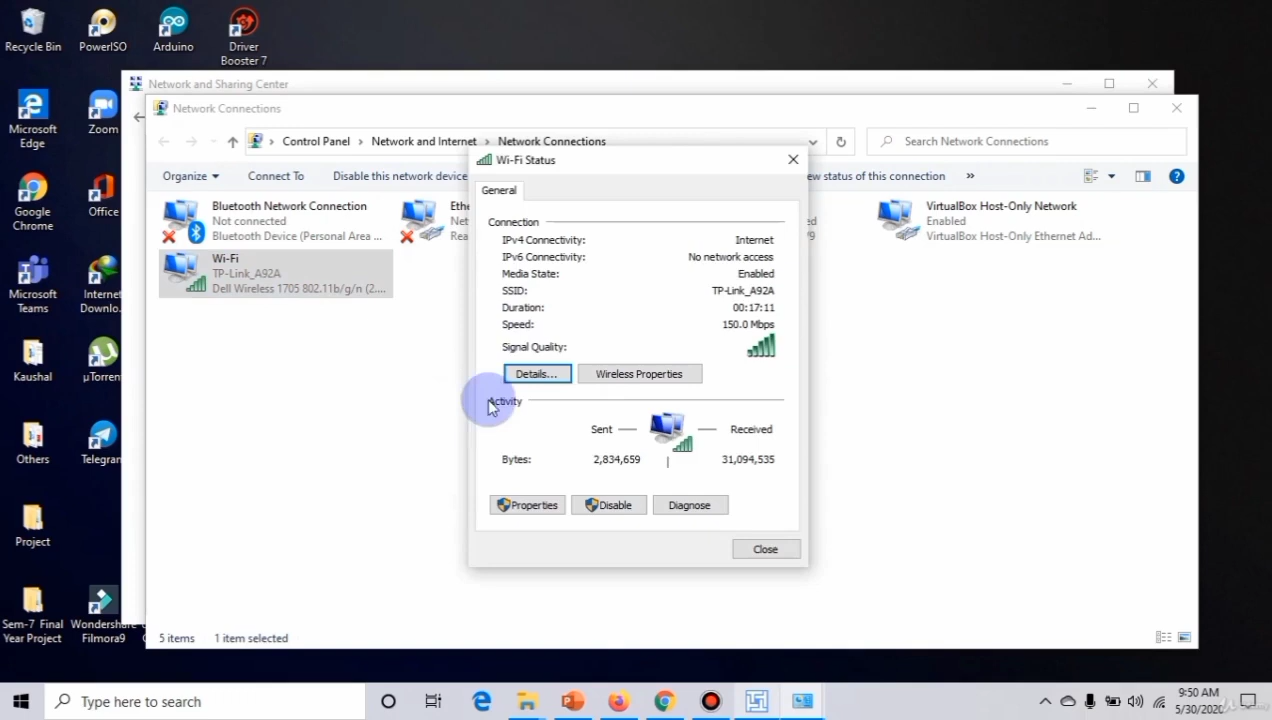 Recycle Bin
PowerISO
Arduino
Driver
Booster 7
Microsoft
Edge
Zoom
Google
Chrome
Office
Microsoft
Teams
Internet
Downlo...
Kaushal
µTorrent
Others
Telegram
Project
Sem-7 Final
Year Project
Wondershare
Filmora9
Network and Sharing Center
Network Connections
Control Panel > Network and Internet > Network Connections
Search Network Connections
Organize
Connect To
Disable this network device
ew status of this connection
»
Bluetooth Network Connection
Not connected
Bluetooth Device (Personal Area ...
VirtualBox Host-Only Network
Enabled
VirtualBox Host-Only Ethernet Ad...
Wi-Fi
TP-Link_A92A
Dell Wireless 1705 802.11b/g/n (2....
Wi-Fi Status
General
Connection
IPv4 Connectivity: Internet
IPv6 Connectivity: No network access
Media State: Enabled
SSID: TP-Link_A92A
Duration: 00:17:11
Speed: 150.0 Mbps
Signal Quality:
Details...
Wireless Properties
Activity
Sent
Received
Bytes: 2,834,659 31,094,535
Properties
Disable
Diagnose
Close
5 items
1 item selected
Type here to search
9:50 AM
5/30/2020